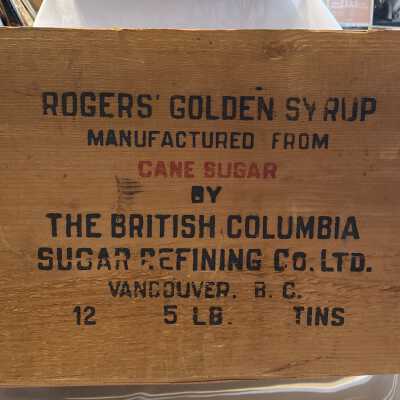 ROGERS' GOLDEN SYRUP
MANUFACTURED FROM
CANE SUGAR
BY
THE BRITISH COLUMBIA
SUGAR REFINING CO. LTD.
VANCOUVER, B. C.
12 5 LB. TINS